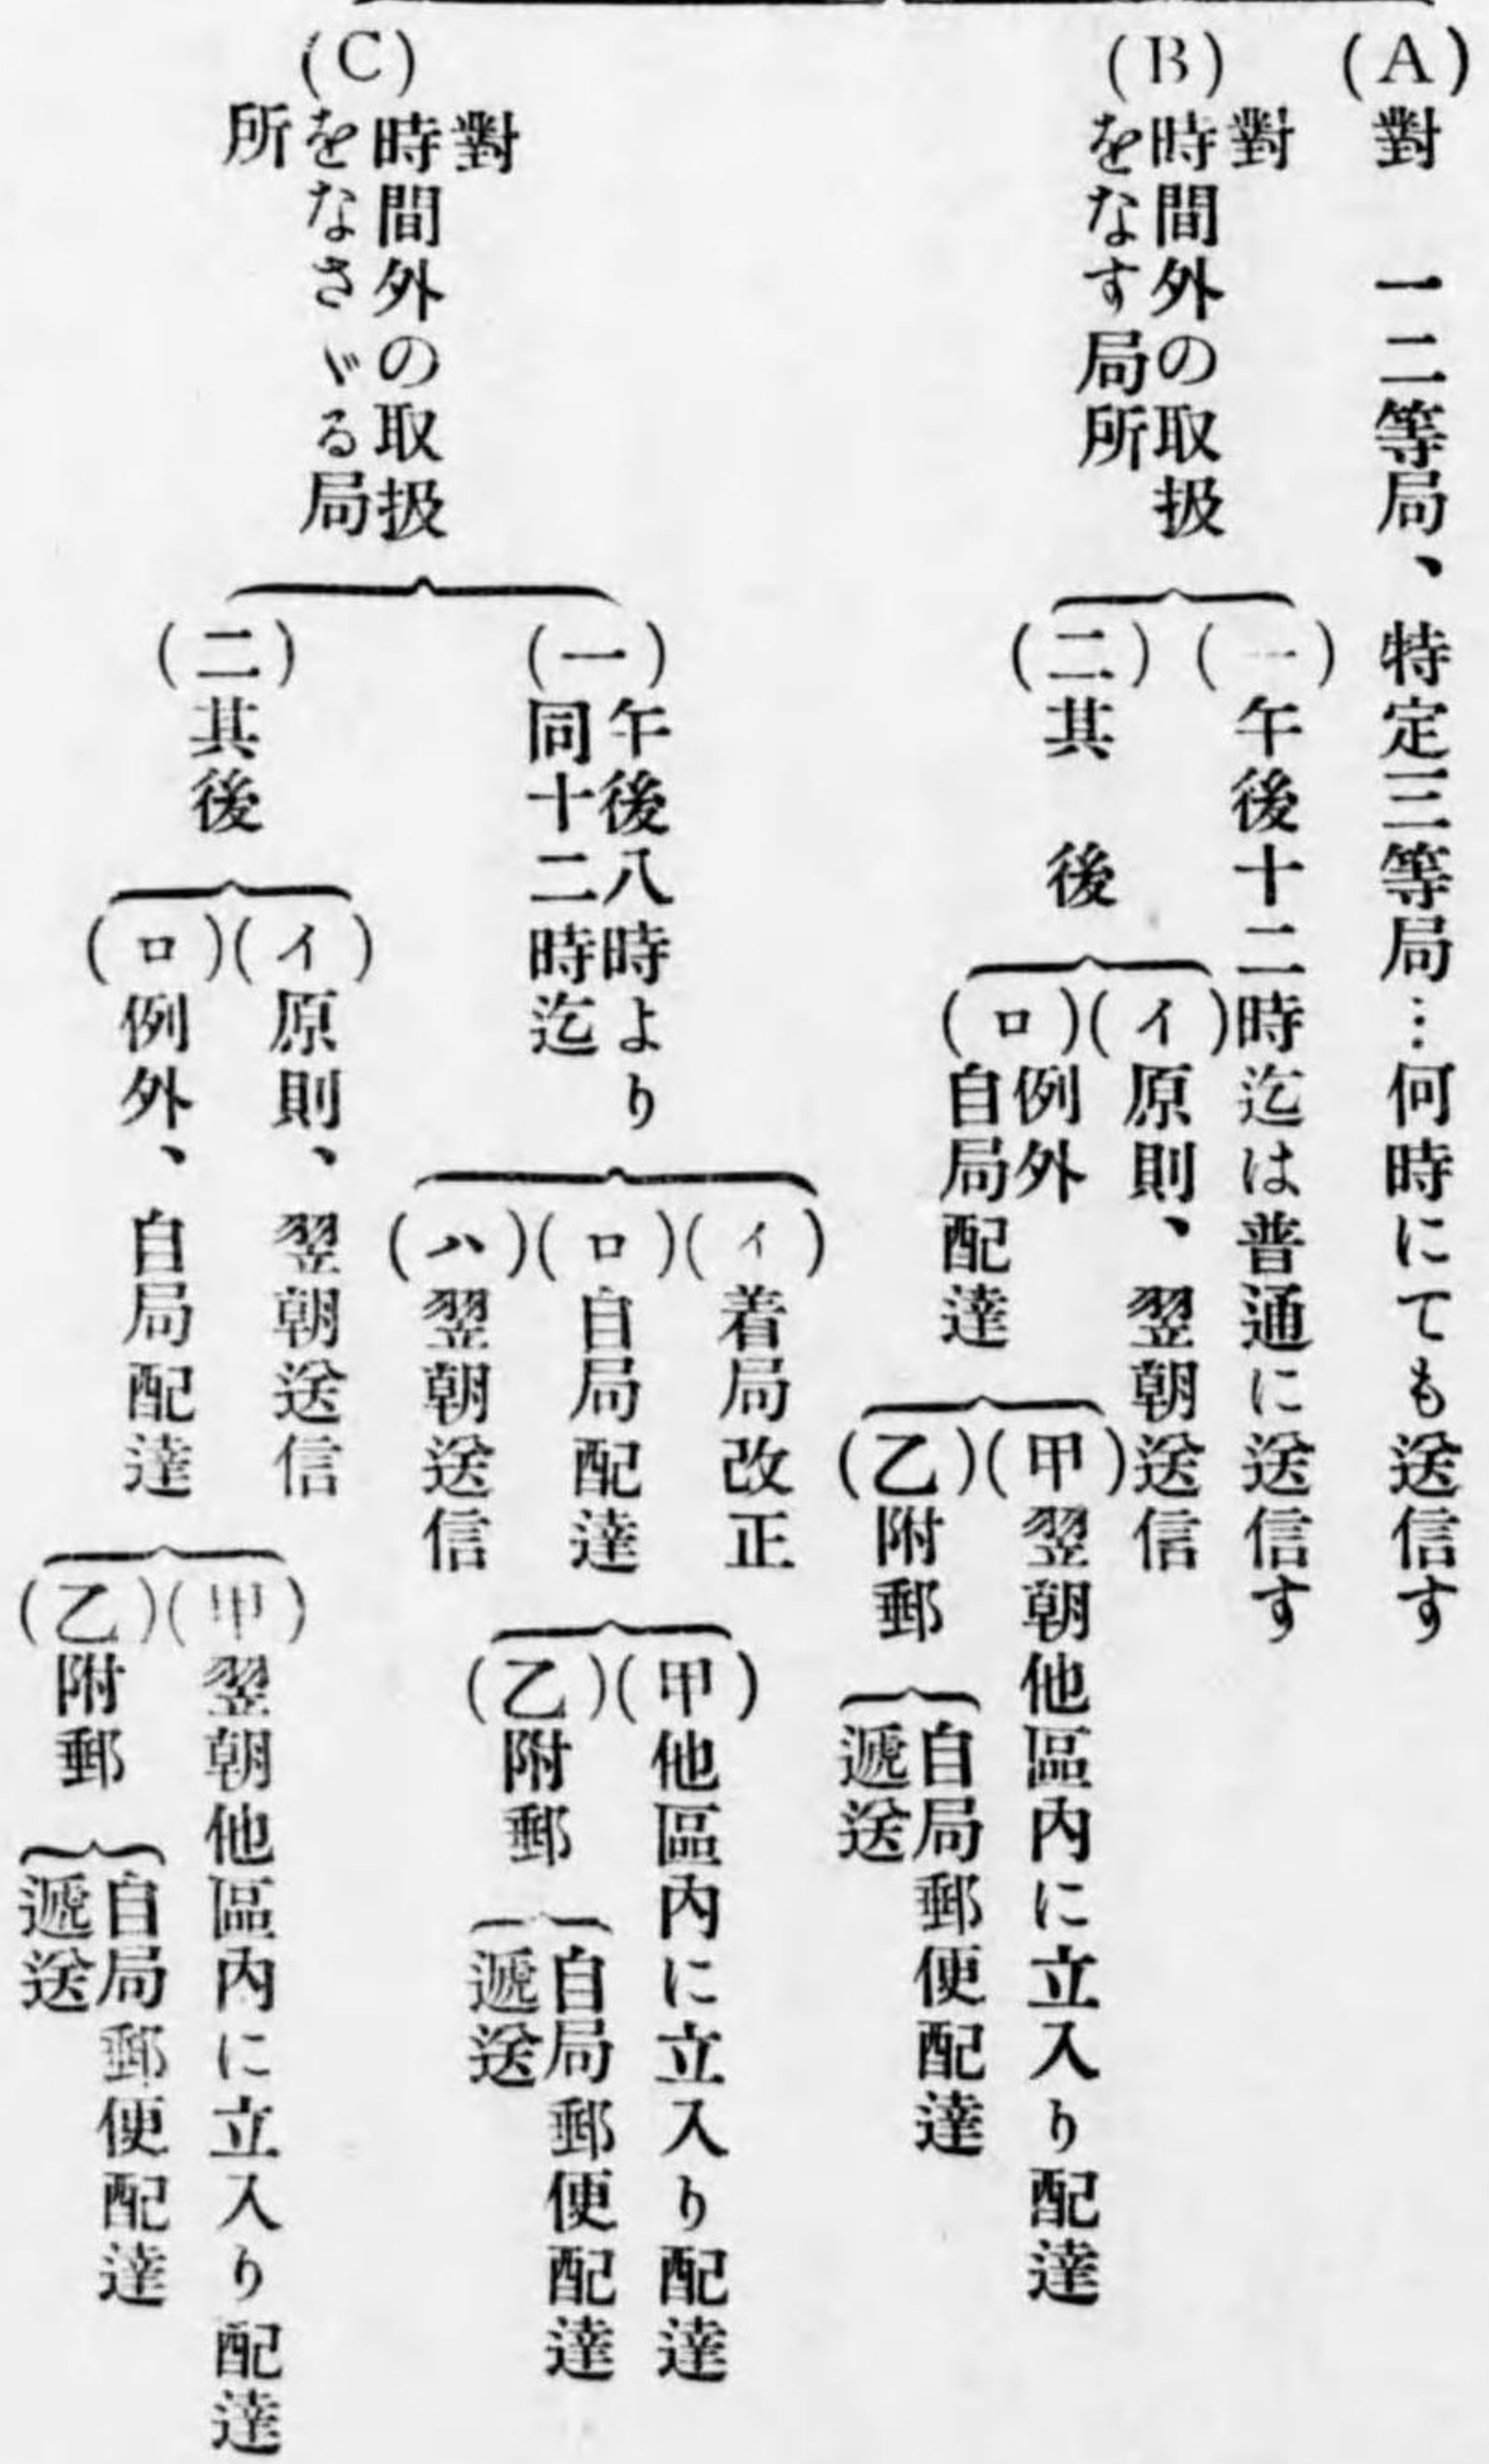 (A)對 一二等局、特定三等局…何時にても送信す
(B)
對
時間外の取扱
をなす局所
(一)午後十二時迄は普通に送信す
(二)其後
(イ)原則、翌朝送信
(ロ)
例外
自局配達
(甲)翌朝他區內に立入り配達
(乙)附郵
自局郵便配達
遞送
(C)
對
時間外の取扱
をなさゞる局
所
(一)
午後八時より
同十二時迄
(イ)着局改正
(ロ)自局配達
(甲)他區內に立入り配達
(乙)附郵
自局郵便配達
遞送
(ハ)翌朝送信
(二)其後
(イ)原則、翌朝送信
(ロ)例外、自局配達
(甲)翌朝他區內に立入り配達
(乙)附郵
自局郵便配達
遞送